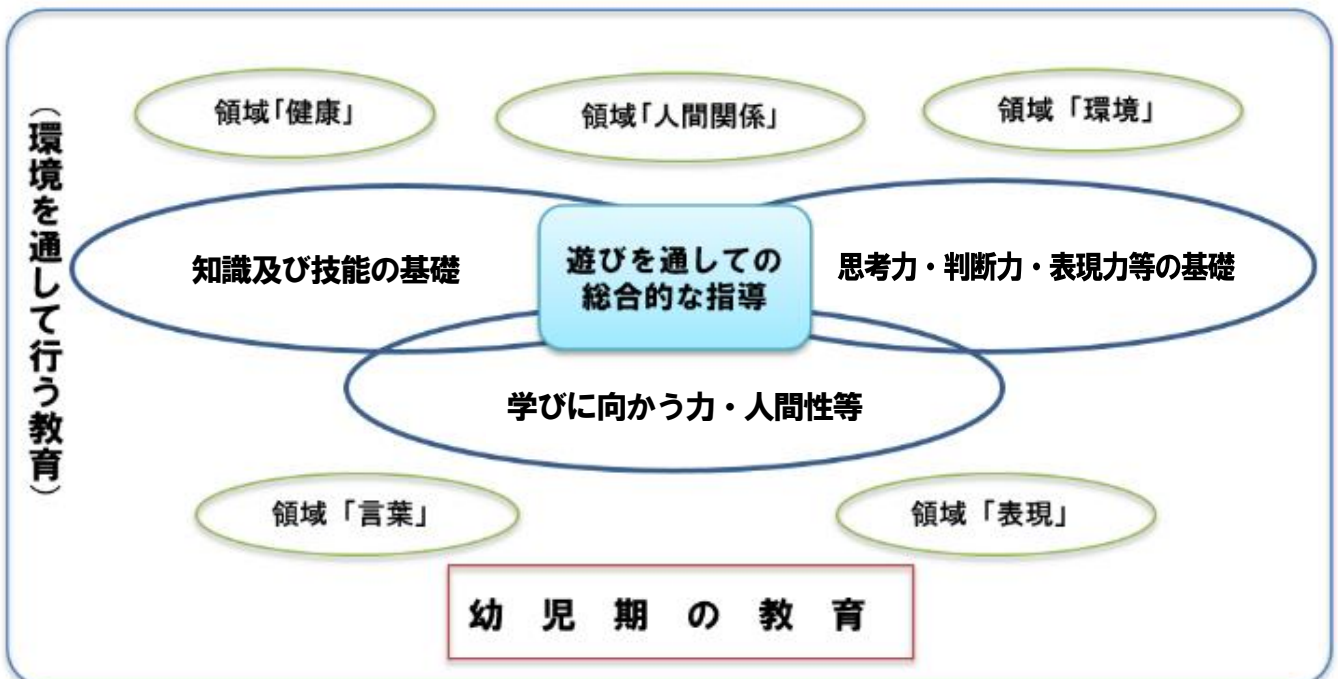 領域「健康」
領域「人間関係」
領域「環境」
（環境を通して行う教育）
知識及び技能の基礎
遊びを通しての
総合的な指導
思考力・判断力・表現力等の基礎
学びに向かう力・人間性等
領域「言葉」
領域「表現」
幼児期の教育